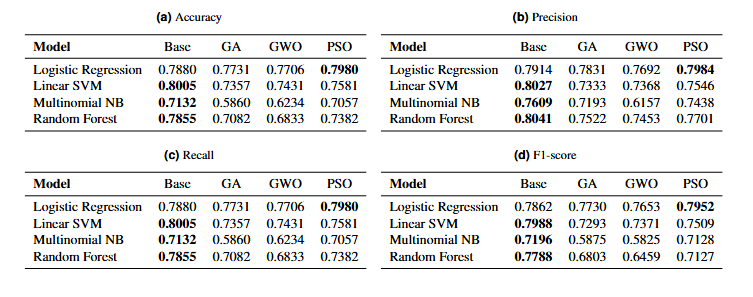 (a) Accuracy
Model Base GA GWO PSO
Logistic Regression 0.7880 0.7731 0.7706 0.7980
Linear SVM 0.8005 0.7357 0.7431 0.7581
Multinomial NB 0.7132 0.5860 0.6234 0.7057
Random Forest 0.7855 0.7082 0.6833 0.7382
(b) Precision
Model Base GA GWO PSO
Logistic Regression 0.7914 0.7831 0.7692 0.7984
Linear SVM 0.8027 0.7333 0.7368 0.7546
Multinomial NB 0.7609 0.7193 0.6157 0.7438
Random Forest 0.8041 0.7522 0.7453 0.7701
(c) Recall
Model Base GA GWO PSO
Logistic Regression 0.7880 0.7731 0.7706 0.7980
Linear SVM 0.8005 0.7357 0.7431 0.7581
Multinomial NB 0.7132 0.5860 0.6234 0.7057
Random Forest 0.7855 0.7082 0.6833 0.7382
(d) F1-score
Model Base GA GWO PSO
Logistic Regression 0.7862 0.7730 0.7653 0.7952
Linear SVM 0.7988 0.7293 0.7371 0.7509
Multinomial NB 0.7196 0.5875 0.5825 0.7128
Random Forest 0.7788 0.6803 0.6459 0.7127